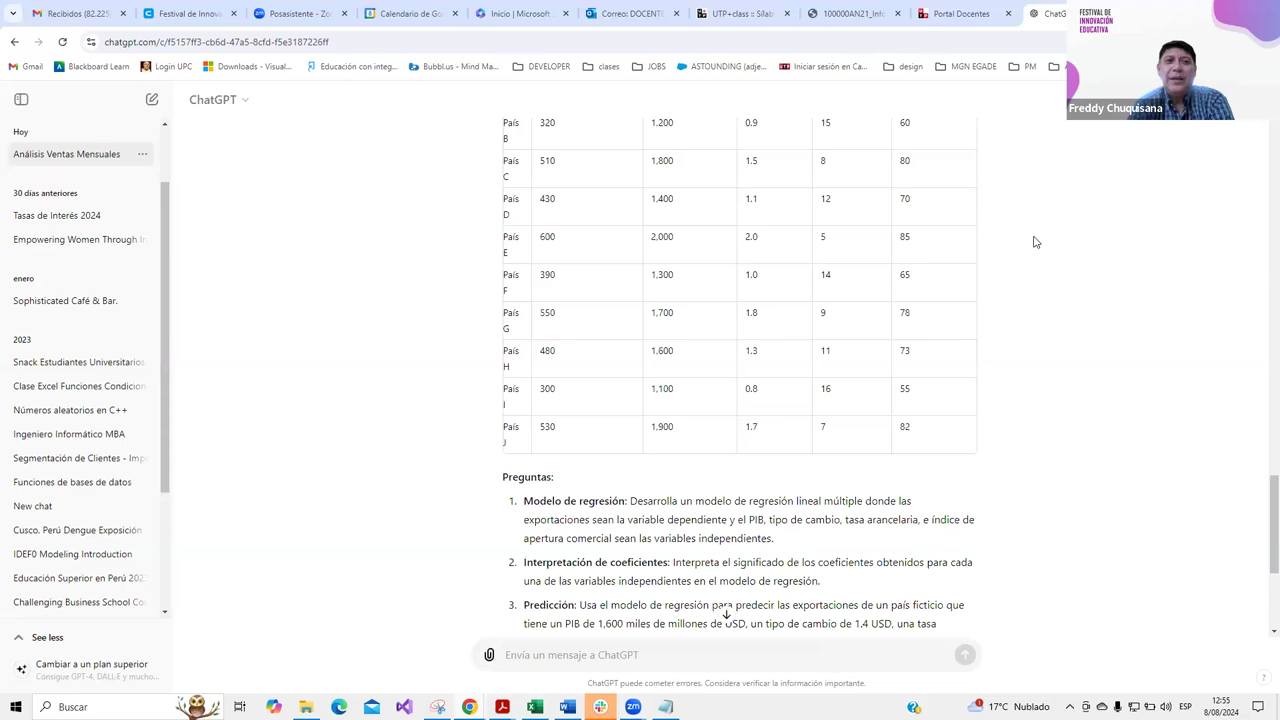 Recibidos (82.225)
Festival de Innov
Posasistente - Zoo
Calendario de G
Inicio | Microsoft
Correo: DOCENTE
UTP+class :: Sílab
100000AN21_Info
Portal Docentes
ChatG
chatgpt.com/c/f5157ff3-cb6d-47a5-8cfd-f5e3187226ff
Gmail
Blackboard Learn
Login UPC
Downloads - Visual...
Educación con integ...
Bubbl.us - Mind Ma...
DEVELOPER
clases
JOBS
ASTOUNDING (adje...
Iniciar sesión en Ca...
design
MGN EGADE
PM
FESTIVAL DE
INNOVACIÓN
EDUCATIVA
Freddy Chuquisana
ChatGPT
Hoy
Análisis Ventas Mensuales
30 días anteriores
Tasas de Interés 2024
Empowering Women Through In
enero
Sophisticated Café & Bar.
2023
Snack Estudiantes Universitarios
Clase Excel Funciones Condicion
Números aleatorios en C++
Ingeniero Informático MBA
Segmentación de Clientes - Imp
Funciones de bases de datos
New chat
Cusco. Perú Dengue Exposición
IDEF0 Modeling Introduction
Educación Superior en Perú 202
Challenging Business School Co
See less
Cambiar a un plan superior
Consigue GPT-4, DALL·E y mucho...
País B 320 1,200 0.9 15 60
País C 510 1,800 1.5 8 80
País D 430 1,400 1.1 12 70
País E 600 2,000 2.0 5 85
País F 390 1,300 1.0 14 65
País G 550 1,700 1.8 9 78
País H 480 1,600 1.3 11 73
País I 300 1,100 0.8 16 55
País J 530 1,900 1.7 7 82
Preguntas:
1. Modelo de regresión: Desarrolla un modelo de regresión lineal múltiple donde las
exportaciones sean la variable dependiente y el PIB, tipo de cambio, tasa arancelaria, e índice de
apertura comercial sean las variables independientes.
2. Interpretación de coeficientes: Interpreta el significado de los coeficientes obtenidos para cada
una de las variables independientes en el modelo de regresión.
3. Predicción: Usa el modelo de regresión para predecir las exportaciones de un país ficticio que
tiene un PIB de 1,600 miles de millones de USD, un tipo de cambio de 1.4 USD, una tasa
Envía un mensaje a ChatGPT
ChatGPT puede cometer errores. Considera verificar la información importante.
?
Buscar
17°C Nublado
ESP
12:55
8/08/2024